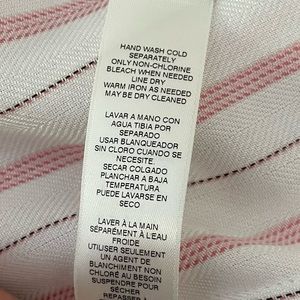 HAND WASH COLD
SEPARATELY
ONLY NON-CHLORINE
BLEACH WHEN NEEDED
LINE DRY
WARM IRON AS NEEDED
MAY BE DRY CLEANED
LAVAR A MANO CON
AGUA TIBIA POR
SEPARADO
USAR BLANQUEADOR
SIN CLORO CUANDO SE
NECESITE.
SECAR COLGADO
PLANCHAR A BAJA
TEMPERATURA
PUEDE LAVARSE EN
SECO
LAVER À LA MAIN
SÉPARÉMENT À L'EAU
FROIDE
UTILISER SEULEMENT
UN AGENT DE
BLANCHIMENT NON
CHLORÉ AU BESOIN
SUSPENDRE POUR
SÉCHER
REPASSER À